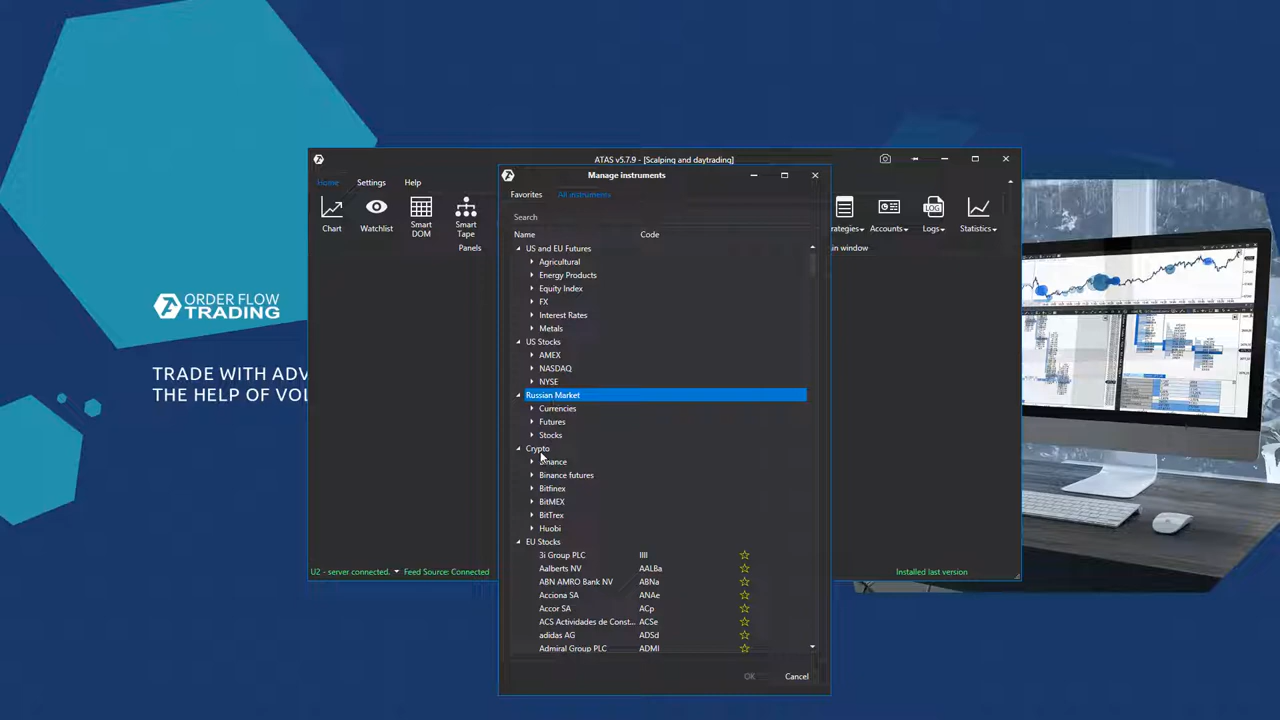 ATAS v5.7.9 - [Scalping and daytrading]
Manage instruments
Home Settings Help
Favorites All instruments
Chart Watchlist Smart DOM Smart Tape
Accounts Logs Statistics
Panels
Search
Name Code
US and EU Futures
Agricultural
Energy Products
Equity Index
FX
Interest Rates
Metals
US Stocks
AMEX
NASDAQ
NYSE
Russian Market
Currencies
Futures
Stocks
Crypto
Binance
Binance futures
Bitfinex
BitMEX
BitTrex
Huobi
EU Stocks
3i Group PLC IIII
Aalberts NV AALBa
ABN AMRO Bank NV ABNa
Acciona SA ANAe
Accor SA ACp
ACS Actividades de Const... ACSe
adidas AG ADSd
Admiral Group PLC ADMl
OK Cancel
U2 - server connected. Feed Source: Connected
Installed last version
ORDER FLOW
TRADING
TRADE WITH ADV
THE HELP OF VOL